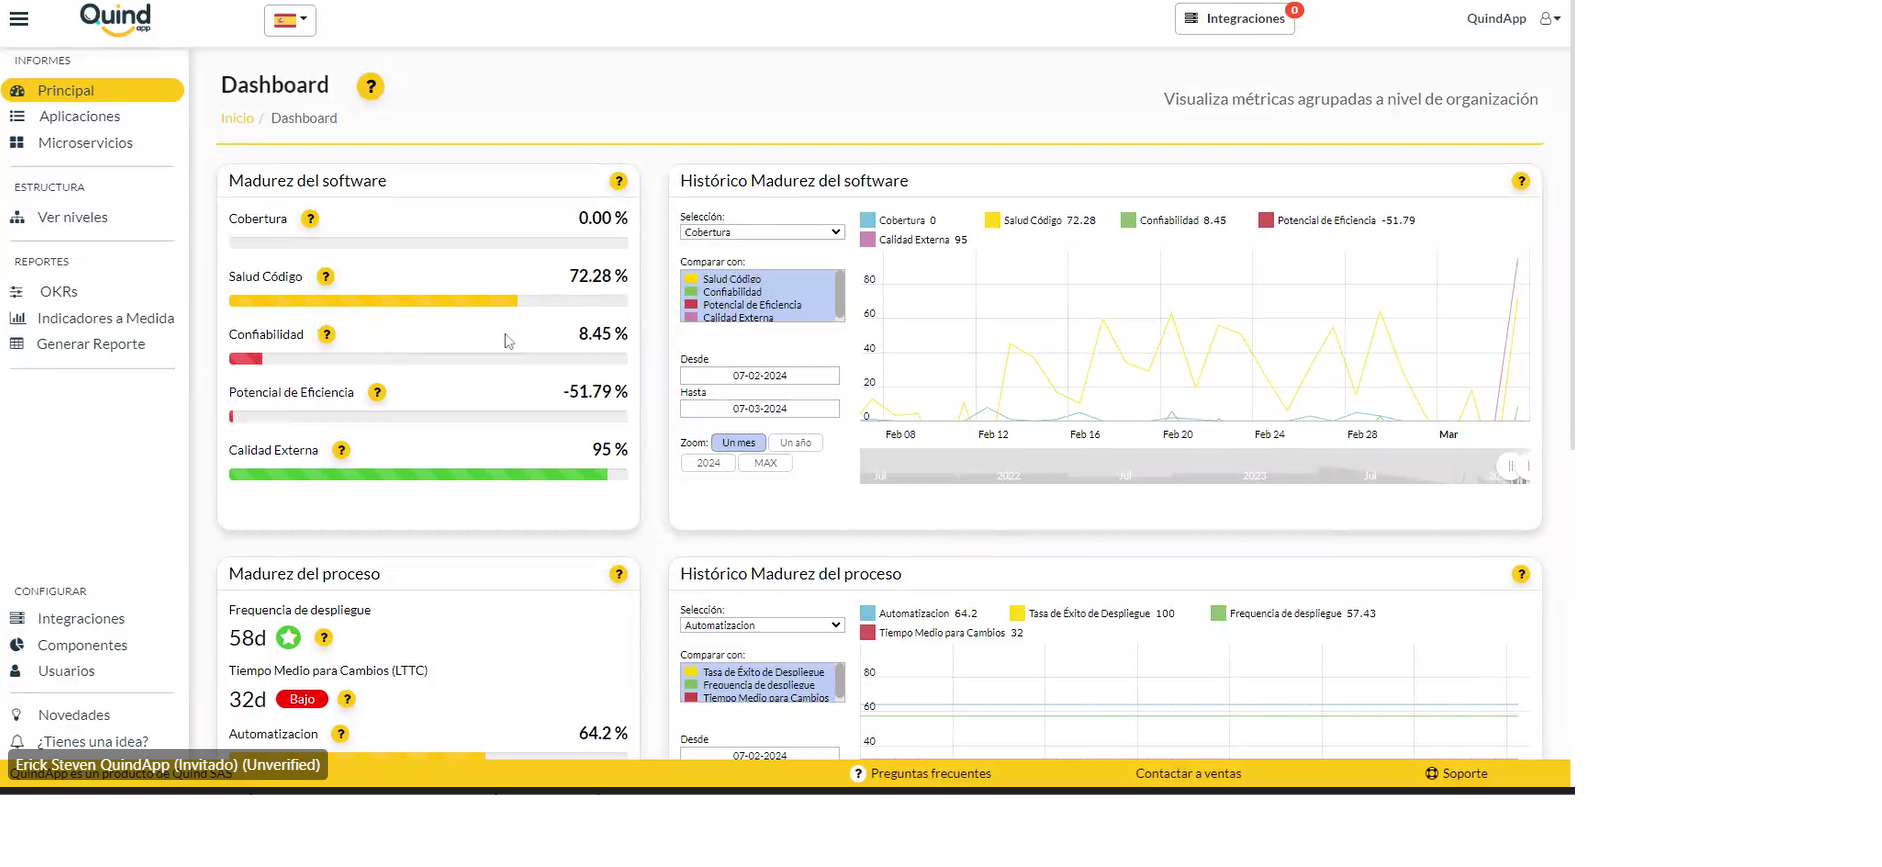 Quind
app
Integraciones
0
QuindApp
INFORMES
Principal
Aplicaciones
Microservicios
ESTRUCTURA
Ver niveles
REPORTES
OKRs
Indicadores a Medida
Generar Reporte
CONFIGURAR
Integraciones
Componentes
Usuarios
Novedades
¿Tienes una idea?
Dashboard ?
Inicio / Dashboard
Visualiza métricas agrupadas a nivel de organización
Madurez del software ?
Cobertura ? 0.00 %
Salud Código ? 72.28 %
Confiabilidad ? 8.45 %
Potencial de Eficiencia ? -51.79 %
Calidad Externa ? 95 %
Histórico Madurez del software ?
Selección:
Cobertura
Comparar con:
Salud Código
Confiabilidad
Potencial de Eficiencia
Calidad Externa
Desde
07-02-2024
Hasta
07-03-2024
Zoom: Un mes Un año
2024 MAX
Cobertura 0 Salud Código 72.28 Confiabilidad 8.45 Potencial de Eficiencia -51.79
Calidad Externa 95
80
60
40
20
0
Feb 08 Feb 12 Feb 16 Feb 20 Feb 24 Feb 28 Mar
Jul 2022 Jul 2023 Jul
Madurez del proceso ?
Frequencia de despliegue
58d ?
Tiempo Medio para Cambios (LTTC)
32d Bajo ?
Automatizacion ? 64.2 %
Histórico Madurez del proceso ?
Selección:
Automatizacion
Comparar con:
Tasa de Éxito de Despliegue
Frequencia de despliegue
Tiempo Medio para Cambios
Desde
07-02-2024
Automatizacion 64.2 Tasa de Éxito de Despliegue 100 Frequencia de despliegue 57.43
Tiempo Medio para Cambios 32
80
60
40
Erick Steven QuindApp (Invitado) (Unverified)
QuindApp es un producto de Quind SAS
? Preguntas frecuentes
Contactar a ventas
Soporte